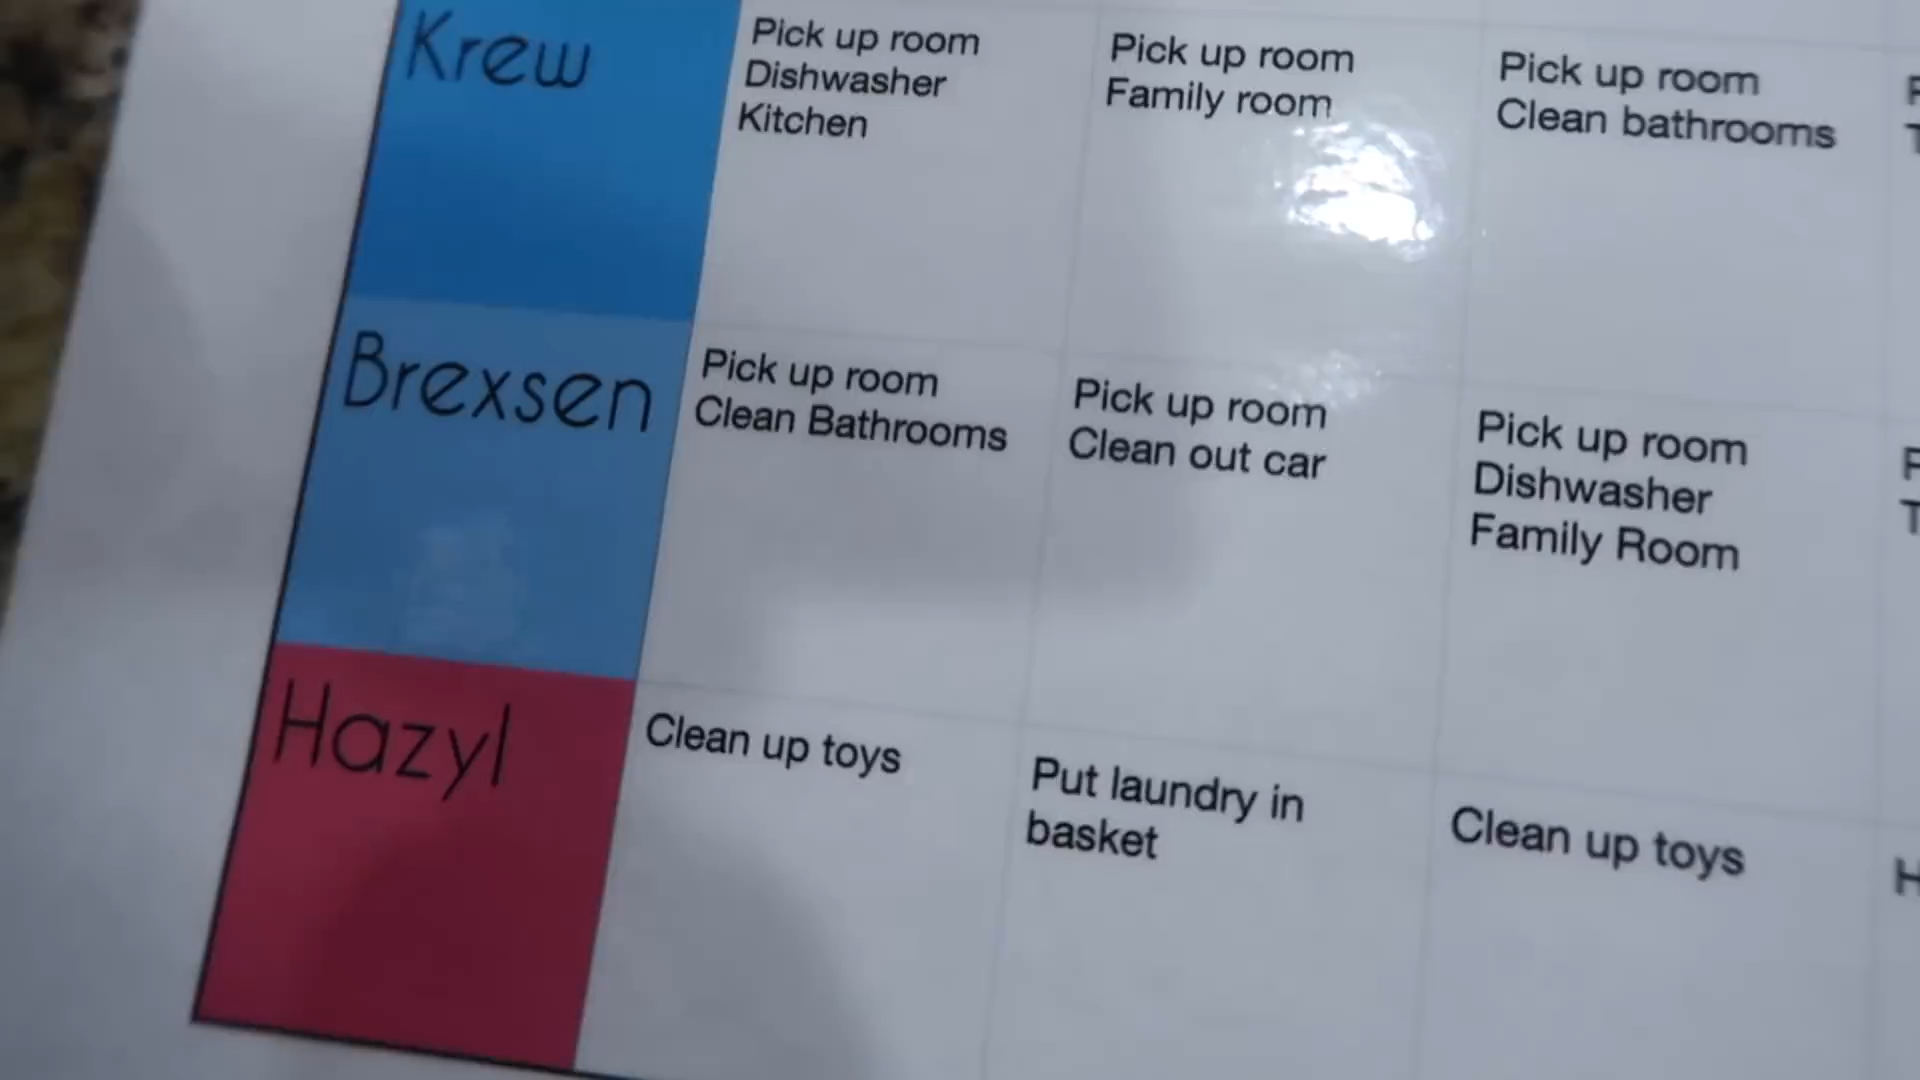 Krew
Pick up room
Dishwasher
Kitchen
Pick up room
Family room
Pick up room
Clean bathrooms
Brexsen
Pick up room
Clean Bathrooms
Pick up room
Clean out car
Pick up room
Dishwasher
Family Room
Hazyl
Clean up toys
Put laundry in
basket
Clean up toys